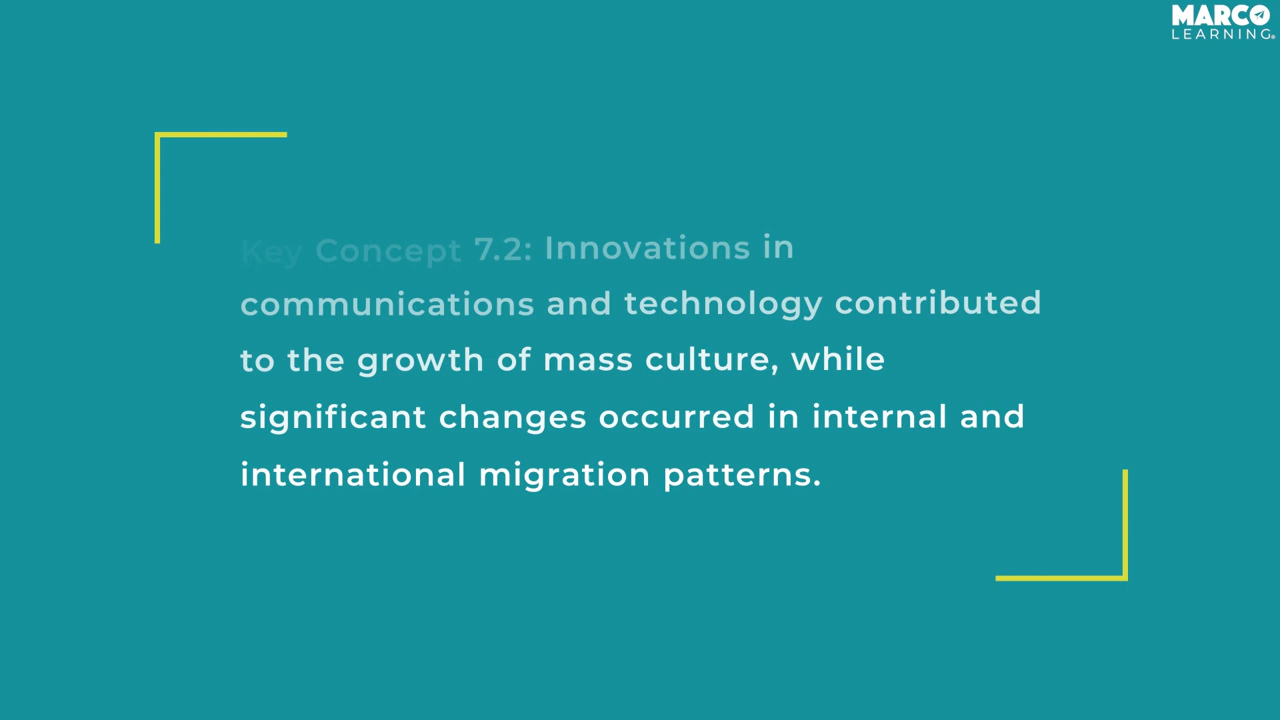 MARCO
LEARNING®
Key Concept 7.2: Innovations in
communications and technology contributed
to the growth of mass culture, while
significant changes occurred in internal and
international migration patterns.